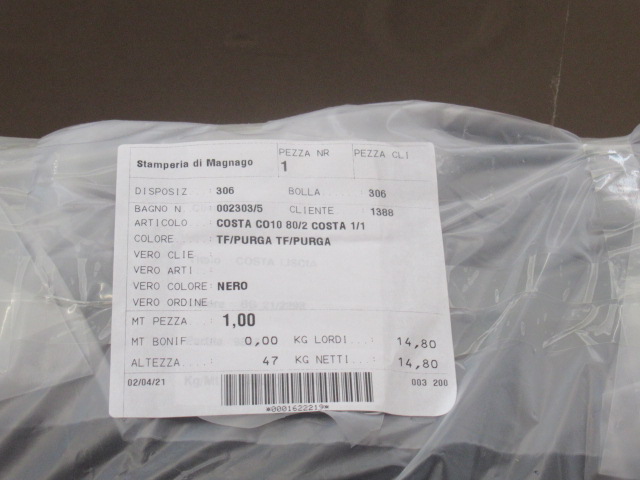 Stamperia di Magnago PEZZA NR PEZZA CLI
1
DISPOSIZ : 306 BOLLA 306
BAGNO N. 002303/5 CLIENTE 1388
ARTICOLO : COSTA CO10 80/2 COSTA 1/1
COLORE : TF/PURGA TF/PURGA
VERO CLIE :
VERO ARTI :
VERO COLORE: NERO
VERO ORDINE
MT PEZZA : 1,00
MT BONIF : 0,00 KG LORDI...: 14,80
ALTEZZA...: 47 KG NETTI...: 14,80
02/04/21 003 200
*0001622219*